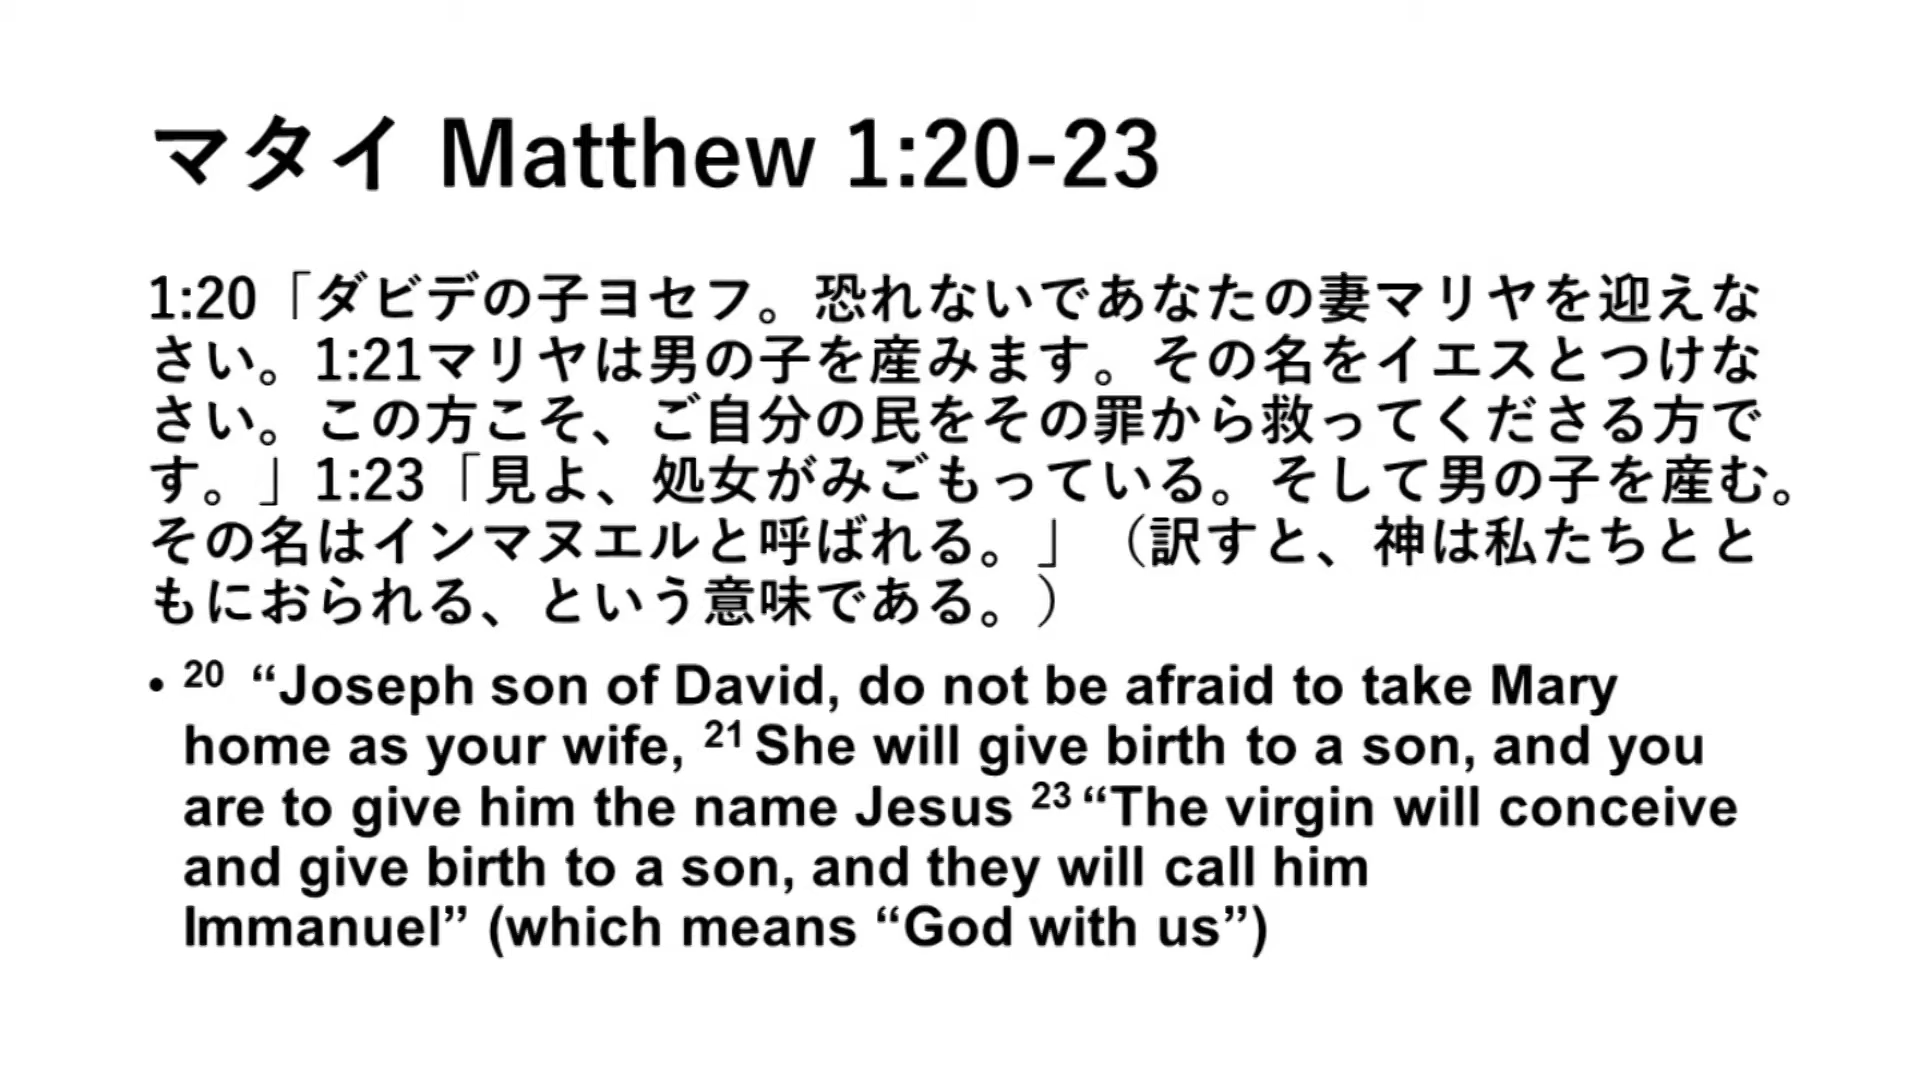 マタイ Matthew 1:20-23
1:20「ダビデの子ヨセフ。恐れないであなたの妻マリヤを迎えな
さい。1:21マリヤは男の子を産みます。その名をイエスとつけな
さい。この方こそ、ご自分の民をその罪から救ってくださる方で
す。」1:23「見よ、処女がみごもっている。そして男の子を産む。
その名はインマヌエルと呼ばれる。」（訳すと、神は私たちとと
もにおられる、という意味である。）
• 20 “Joseph son of David, do not be afraid to take Mary
home as your wife, 21 She will give birth to a son, and you
are to give him the name Jesus 23 “The virgin will conceive
and give birth to a son, and they will call him
Immanuel” (which means “God with us”)